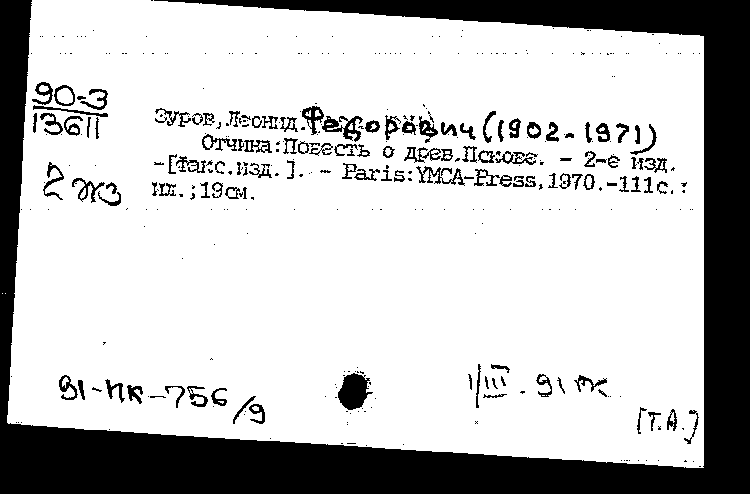 90-3
13611
2 экз
Зуров, Леонид. Федорович (1902-1971)
Отчина: Повесть о древ. Пскове. - 2-е изд.
-[Факс.изд.]. - Paris: YMCA-Press, 1970.-111с.:
ил.; 19см.
91-ПК-756/9
1/III-91
[Т.А.]